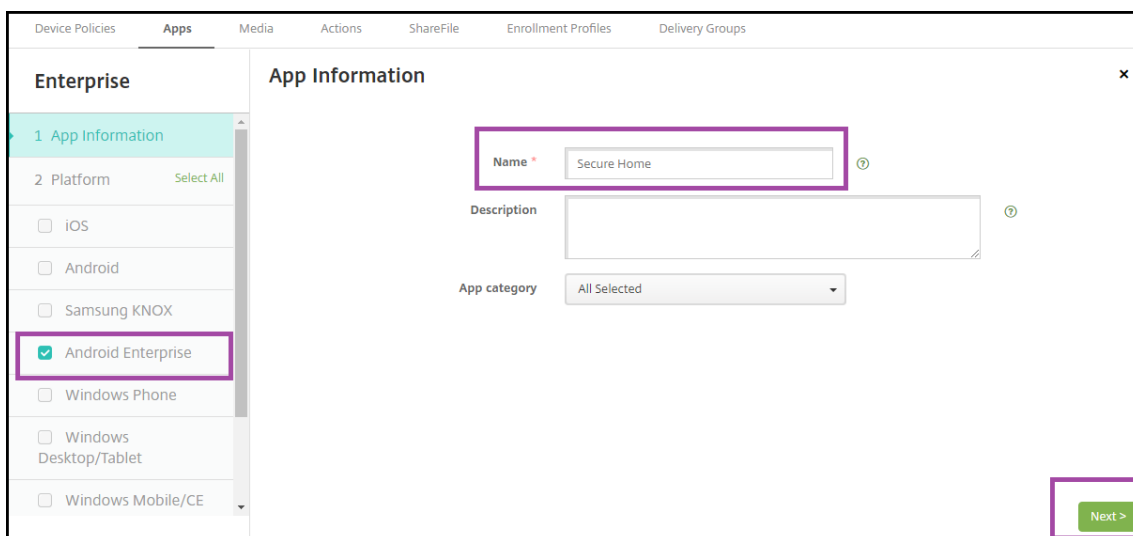 Device Policies Apps Media Actions ShareFile Enrollment Profiles Delivery Groups
Enterprise
1 App Information
2 Platform Select All
iOS
Android
Samsung KNOX
Android Enterprise
Windows Phone
Windows
Desktop/Tablet
Windows Mobile/CE
App Information ×
Name * Secure Home ?
Description ?
App category All Selected
Next >